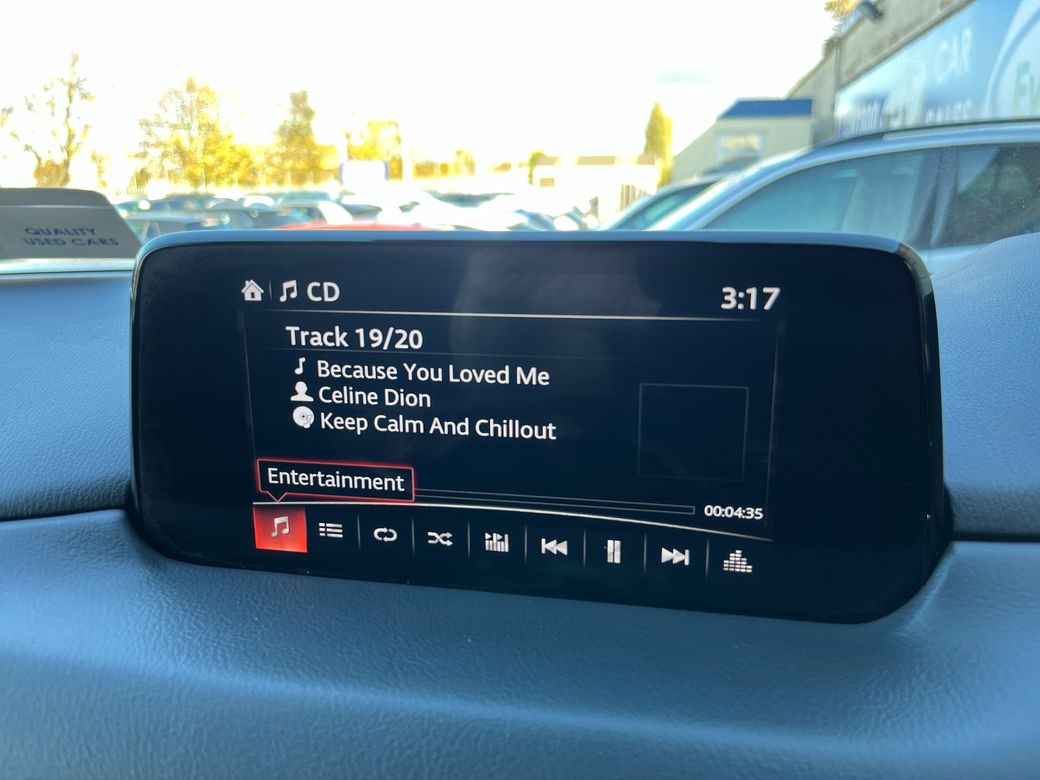 CAR
QUALITY
USED CARS
CD
3:17
Track 19/20
Because You Loved Me
Celine Dion
Keep Calm And Chillout
Entertainment
00:04:35